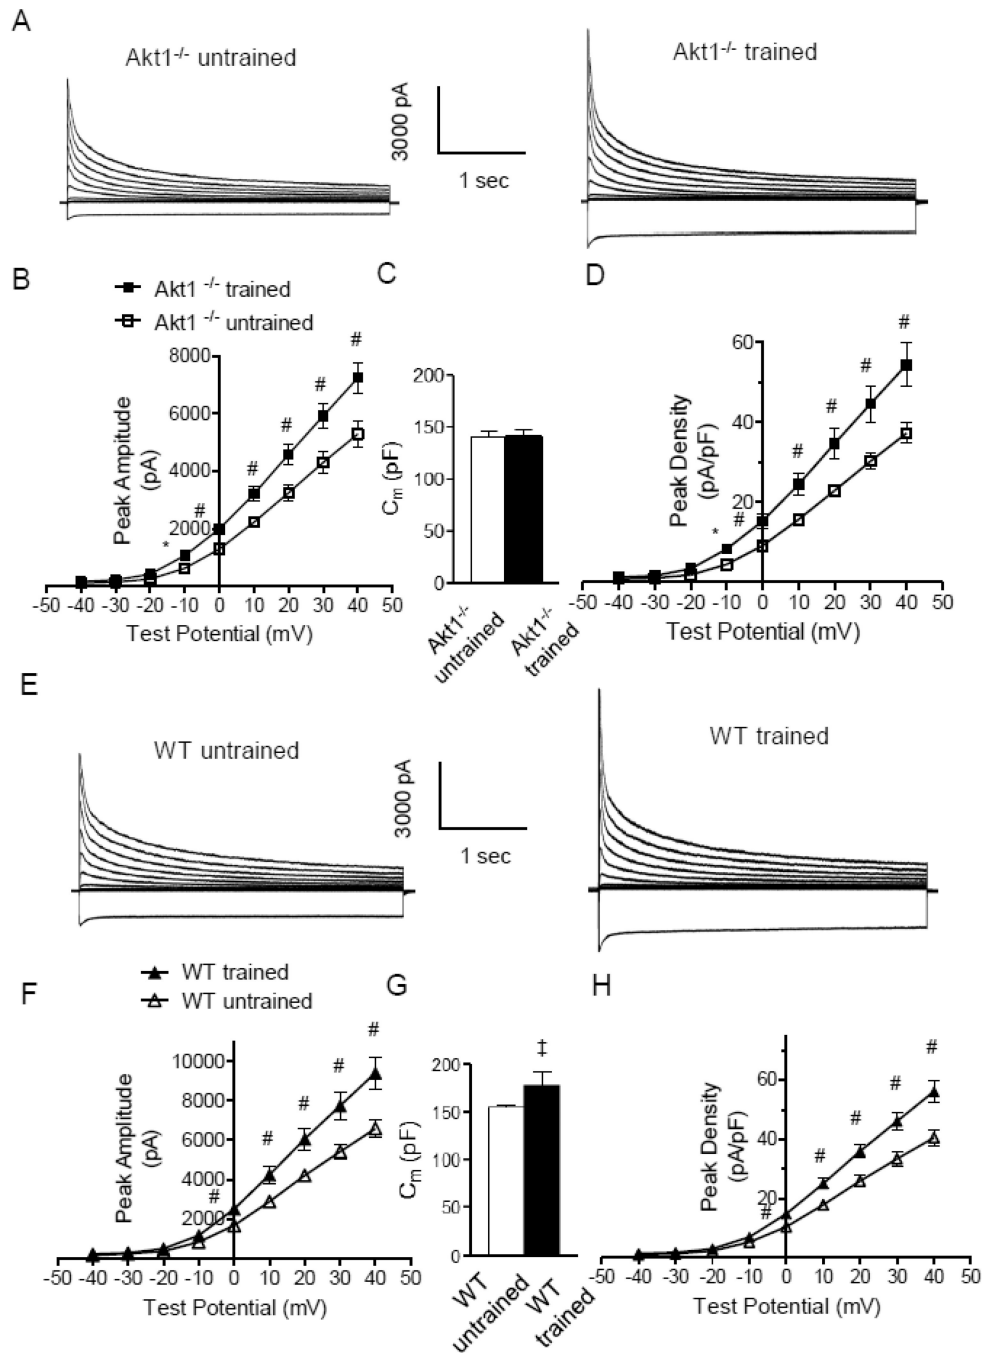 A
Akt1-/- untrained
Akt1-/- trained
3000 pA
1 sec
B
Akt1 -/- trained
Akt1 -/- untrained
8000
6000
4000
2000
Peak Ampitude
(pA)
#
#
#
#
#
*
-50 -40 -30 -20 -10 0 10 20 30 40 50
Test Potential (mV)
C
200
150
100
50
0
Cm (pF)
Akt1-/-
untrained
Akt1-/-
trained
D
60
40
20
Peak Density
(pA/pF)
#
#
#
#
#
*
-50 -40 -30 -20 -10 0 10 20 30 40 50
Test Potential (mV)
E
WT untrained
WT trained
3000 pA
1 sec
F
WT trained
WT untrained
10000
8000
6000
4000
2000
Peak Amplitude
(pA)
#
#
#
#
#
-50 -40 -30 -20 -10 0 10 20 30 40 50
Test Potential (mV)
G
‡
200
150
100
50
0
Cm (pF)
WT
untrained
WT
trained
H
60
40
20
Peak Density
(pA/pF)
#
#
#
#
#
-50 -40 -30 -20 -10 0 10 20 30 40 50
Test Potential (mV)